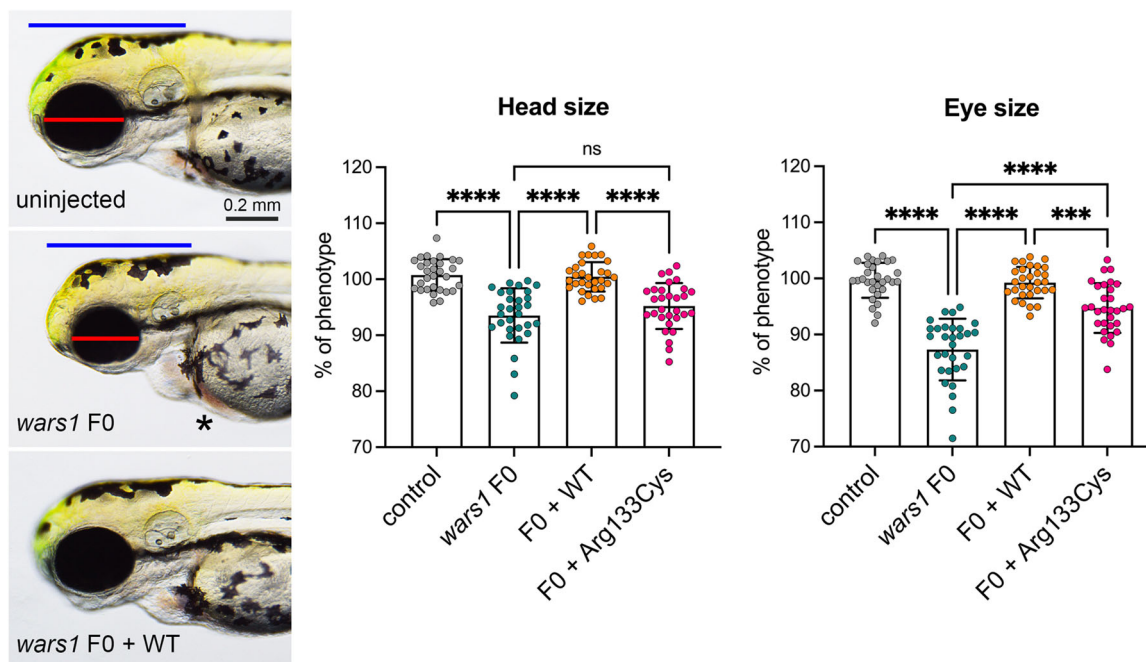 uninjected
0.2 mm
wars1 F0
*
wars1 F0 + WT
Head size
ns
**** **** ****
% of phenotype
120
110
100
90
80
70
control
wars1 F0
F0 + WT
F0 + Arg133Cys
Eye size
****
**** **** ***
% of phenotype
120
110
100
90
80
70
control
wars1 F0
F0 + WT
F0 + Arg133Cys